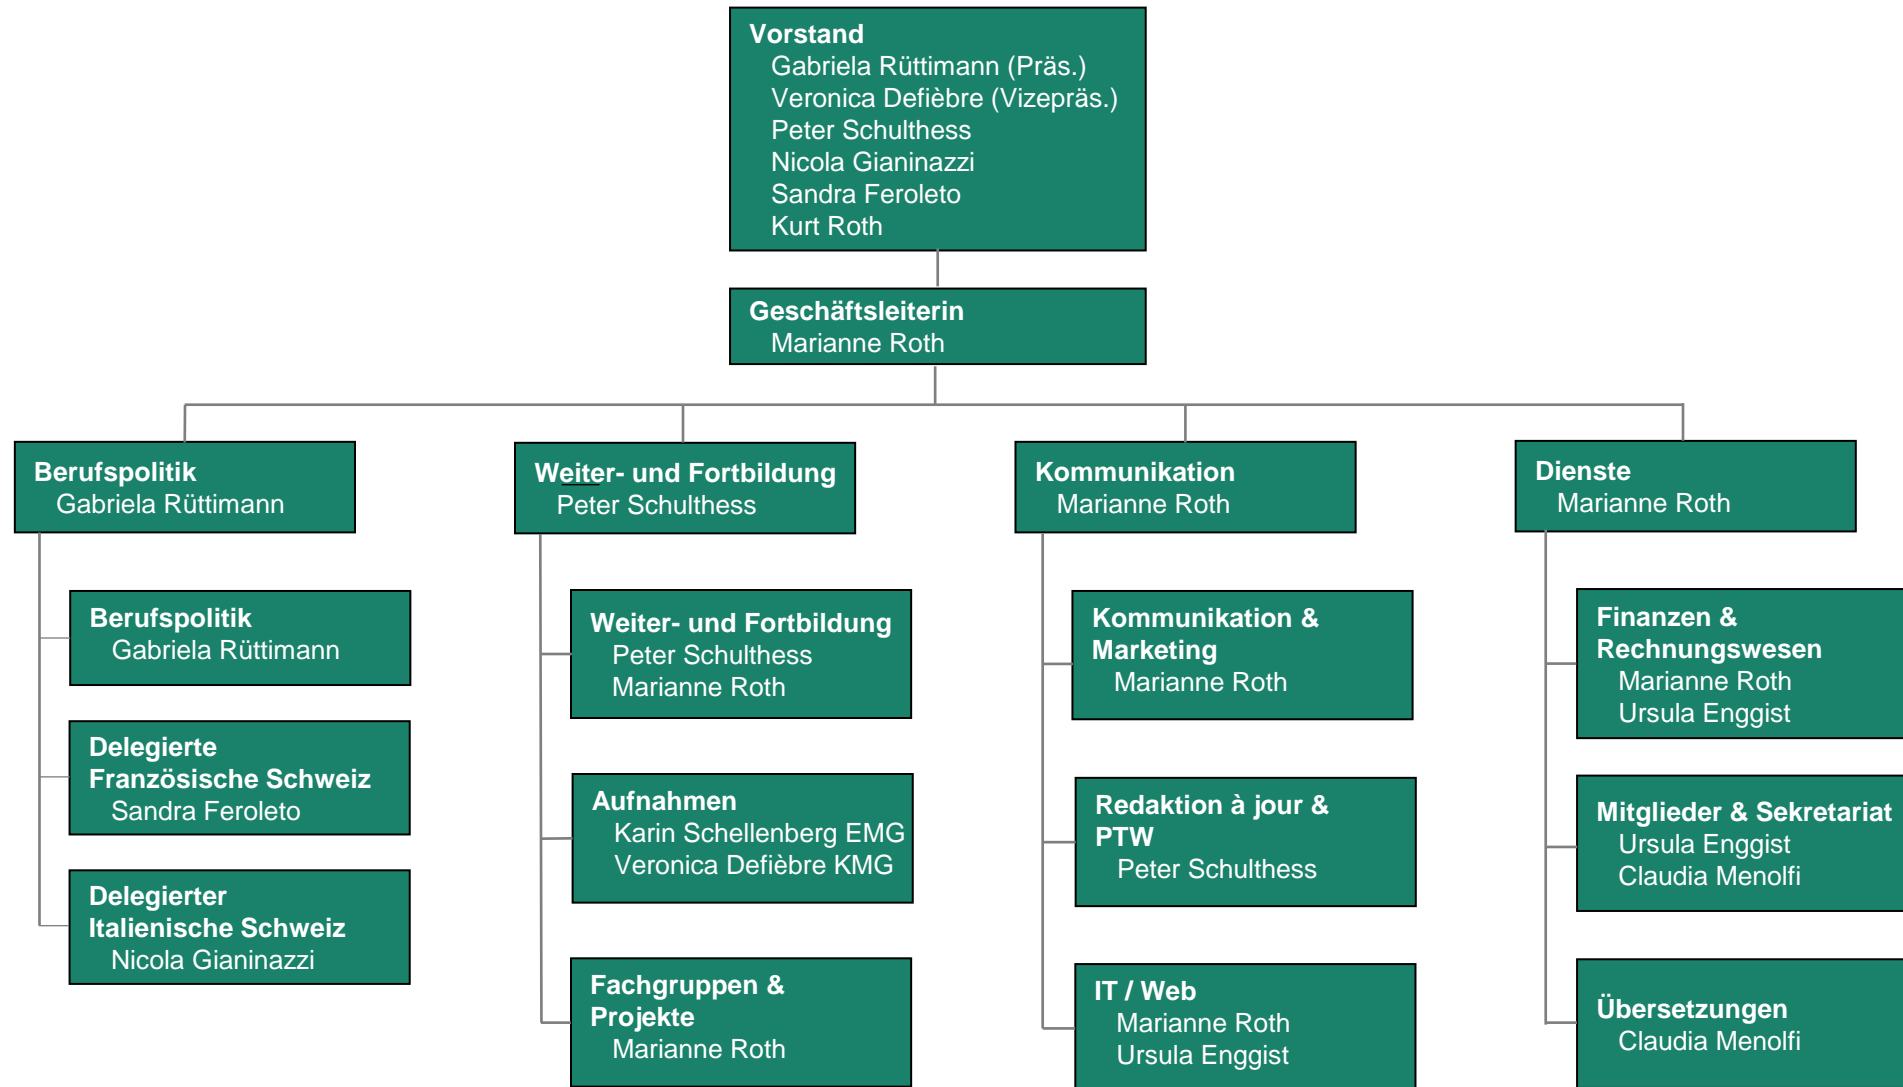 Vorstand
Gabriela Rüttimann (Präs.)
Veronica Defièbre (Vizepräs.)
Peter Schulthess
Nicola Gianinazzi
Sandra Feroleto
Kurt Roth
Geschäftsleiterin
Marianne Roth
Berufspolitik
Gabriela Rüttimann
Berufspolitik
Gabriela Rüttimann
Delegierte
Französische Schweiz
Sandra Feroleto
Delegierter
Italienische Schweiz
Nicola Gianinazzi
Weiter- und Fortbildung
Peter Schulthess
Weiter- und Fortbildung
Peter Schulthess
Marianne Roth
Aufnahmen
Karin Schellenberg EMG
Veronica Defièbre KMG
Fachgruppen &
Projekte
Marianne Roth
Kommunikation
Marianne Roth
Kommunikation &
Marketing
Marianne Roth
Redaktion à jour &
PTW
Peter Schulthess
IT / Web
Marianne Roth
Ursula Enggist
Dienste
Marianne Roth
Finanzen &
Rechnungswesen
Marianne Roth
Ursula Enggist
Mitglieder & Sekretariat
Ursula Enggist
Claudia Menolfi
Übersetzungen
Claudia Menolfi